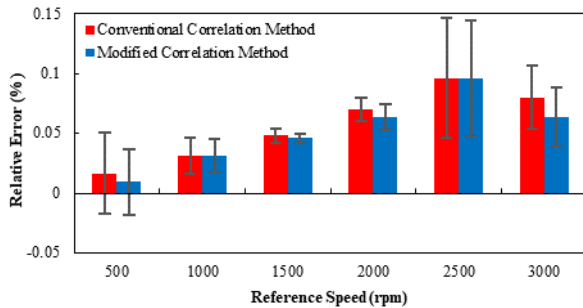 0.15
Conventional Correlation Method
Modified Correlation Method
0.1
0.05
0
-0.05
Relative Error (%)
500 1000 1500 2000 2500 3000
Reference Speed (rpm)